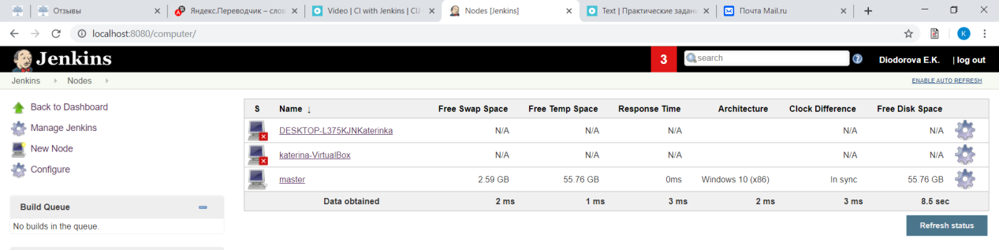 Отзывы
Яндекс.Переводчик – слов
Video | CI with Jenkins | CI/
Nodes [Jenkins]
Text | Практические задани
Почта Mail.ru
localhost:8080/computer/
K
Jenkins
3
search
Diodorova E.K. | log out
Jenkins Nodes
ENABLE AUTO REFRESH
Back to Dashboard
Manage Jenkins
New Node
Configure
Build Queue
No builds in the queue.
S Name ↓ Free Swap Space Free Temp Space Response Time Architecture Clock Difference Free Disk Space
DESKTOP-L375KJNKaterinka N/A N/A N/A N/A N/A
katerina-VirtualBox N/A N/A N/A N/A N/A
master 2.59 GB 55.76 GB 0ms Windows 10 (x86) In sync 55.76 GB
Data obtained 2 ms 1 ms 3 ms 2 ms 3 ms 8.5 sec
Refresh status